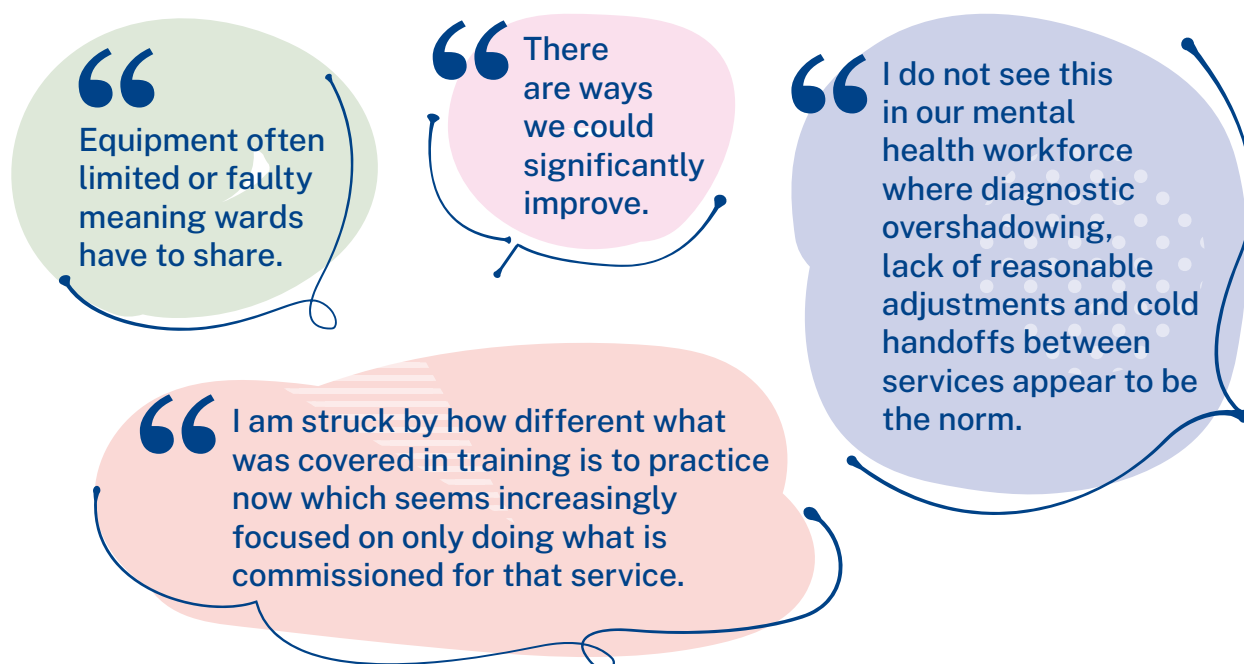 “
Equipment often
limited or faulty
meaning wards
have to share.
“
There
are ways
we could
significantly
improve.
“
I do not see this
in our mental
health workforce
where diagnostic
overshadowing,
lack of reasonable
adjustments and cold
handoffs between
services appear to be
the norm.
“
I am struck by how different what
was covered in training is to practice
now which seems increasingly
focused on only doing what is
commissioned for that service.